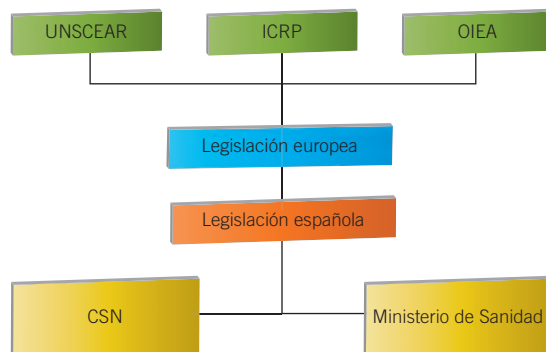 UNSCEAR
ICRP
OIEA
Legislación europea
Legislación española
CSN
Ministerio de Sanidad